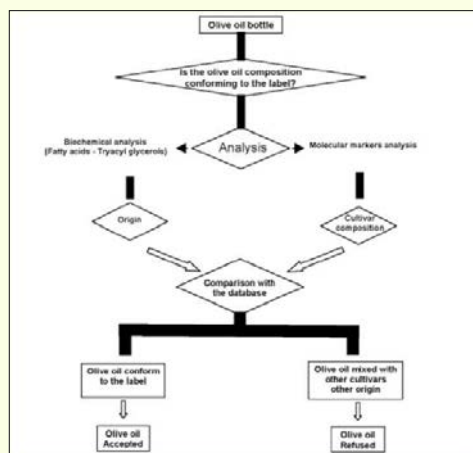 Olive oil bottle
Is the olive oil composition
conforming to the label?
Biochemical analysis
(Fatty acids - Tryacyl glycerols)
Analysis
Molecular markers analysis
Origin
Cultivar
composition
Comparison with
the database
Olive oil conform
to the label
Olive oil mixed with
other cultivars
other origin
Olive oil
Accepted
Olive oil
Refused